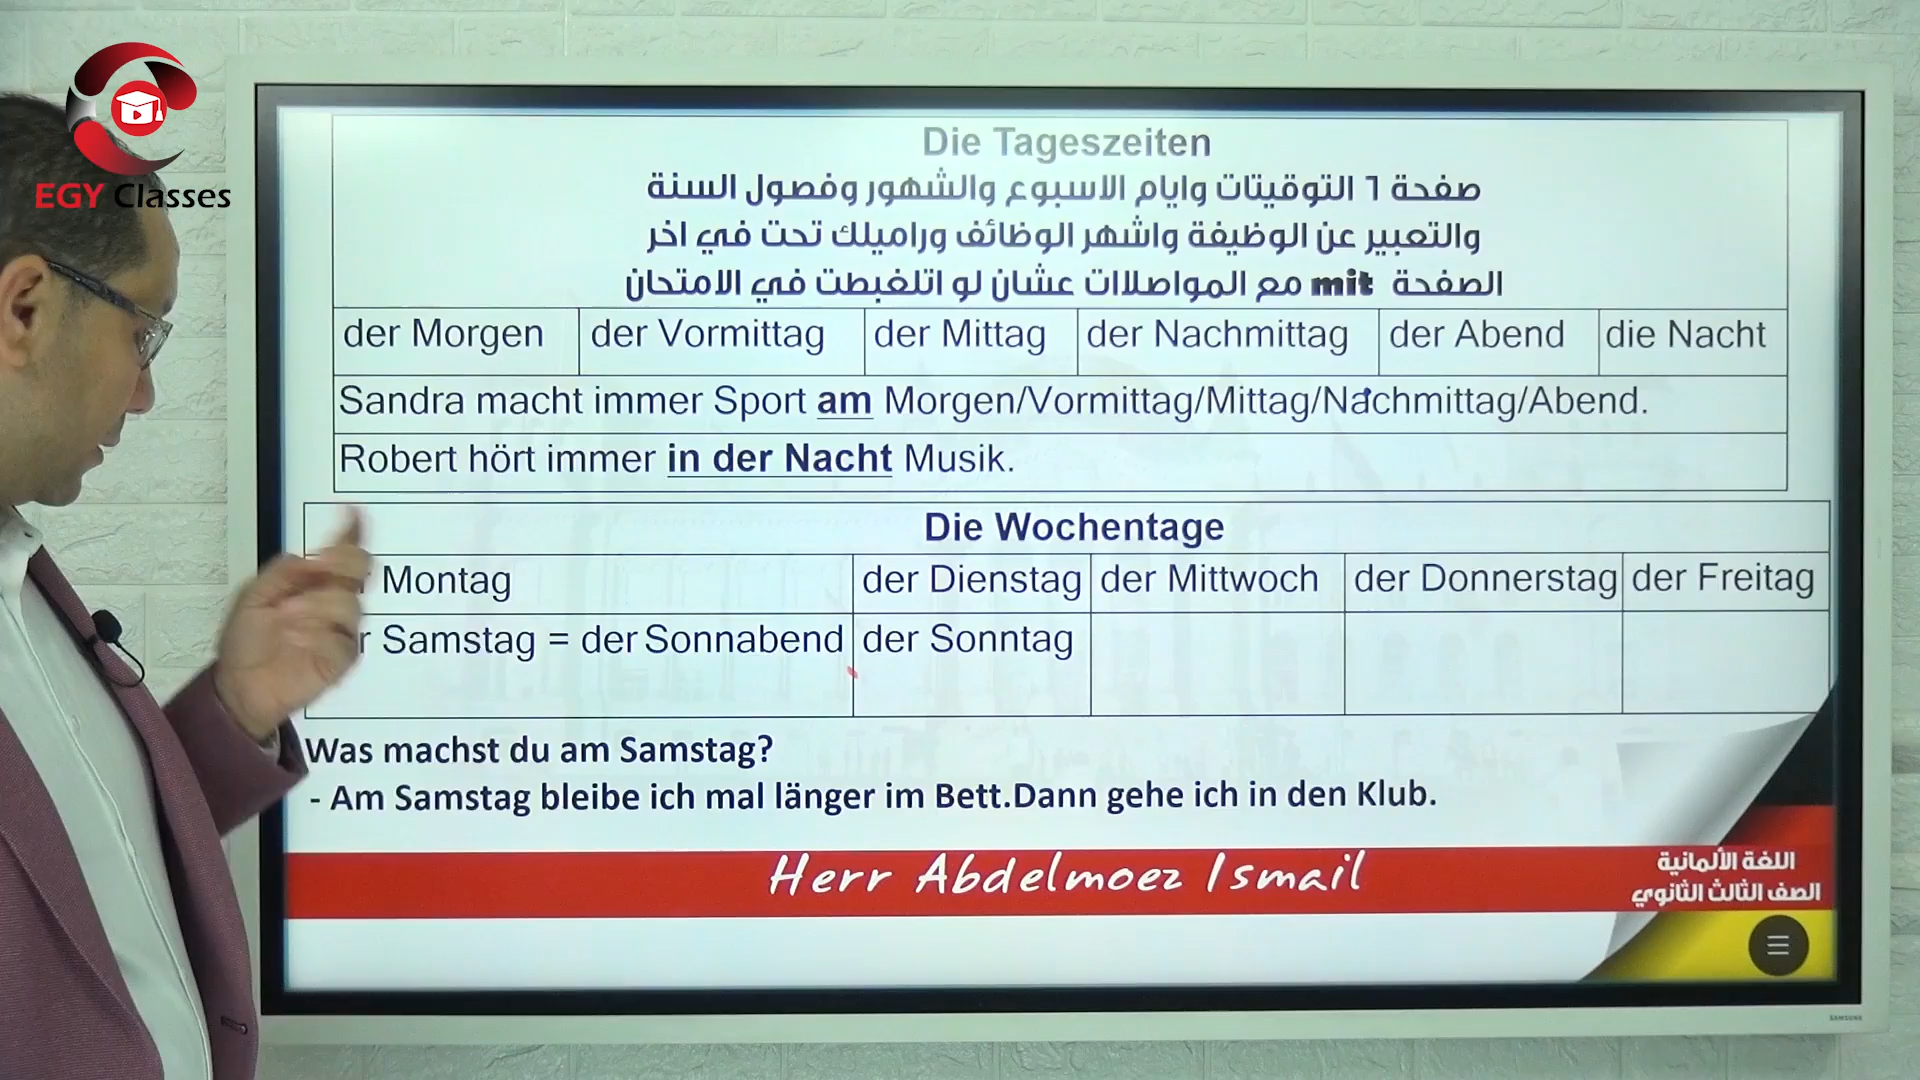 EGY Classes
Die Tageszeiten
صفحة ٦ التوقيتات وايام الاسبوع والشهور وفصول السنة
والتعبير عن الوظيفة واشهر الوظائف وراميلك تحت في اخر
الصفحة mit مع المواصلات عشان لو اتلغبطت في الامتحان
der Morgen der Vormittag der Mittag der Nachmittag der Abend die Nacht
Sandra macht immer Sport am Morgen/Vormittag/Mittag/Nachmittag/Abend.
Robert hört immer in der Nacht Musik.
Die Wochentage
r Montag der Dienstag der Mittwoch der Donnerstag der Freitag
r Samstag = der Sonnabend der Sonntag
Was machst du am Samstag?
- Am Samstag bleibe ich mal länger im Bett.Dann gehe ich in den Klub.
Herr Abdelmoez Ismail
اللغة الألمانية
الصف الثالث الثانوي
SAMSUNG